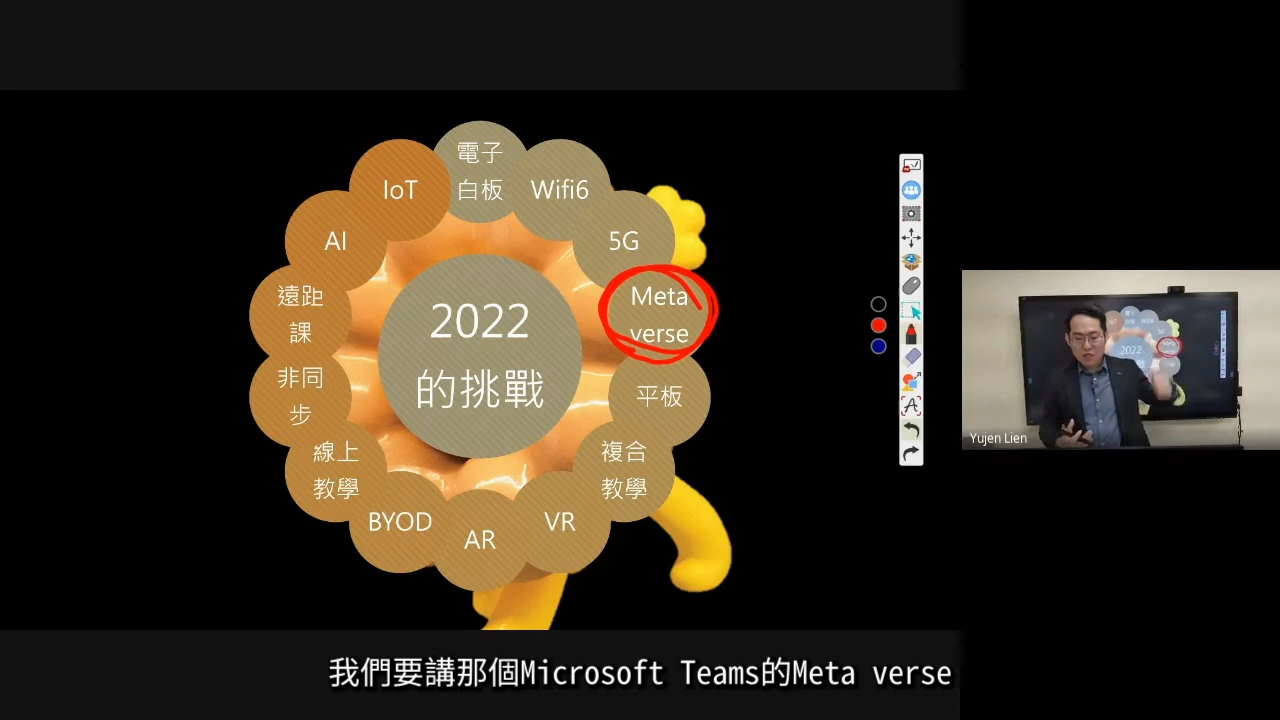 電子
白板
Wifi6
5G
Meta
verse
平板
複合
教學
VR
AR
BYOD
線上
教學
非同
步
遠距
課
AI
IoT
2022
的挑戰
Yujen Lien
我們要講那個Microsoft Teams的Meta verse